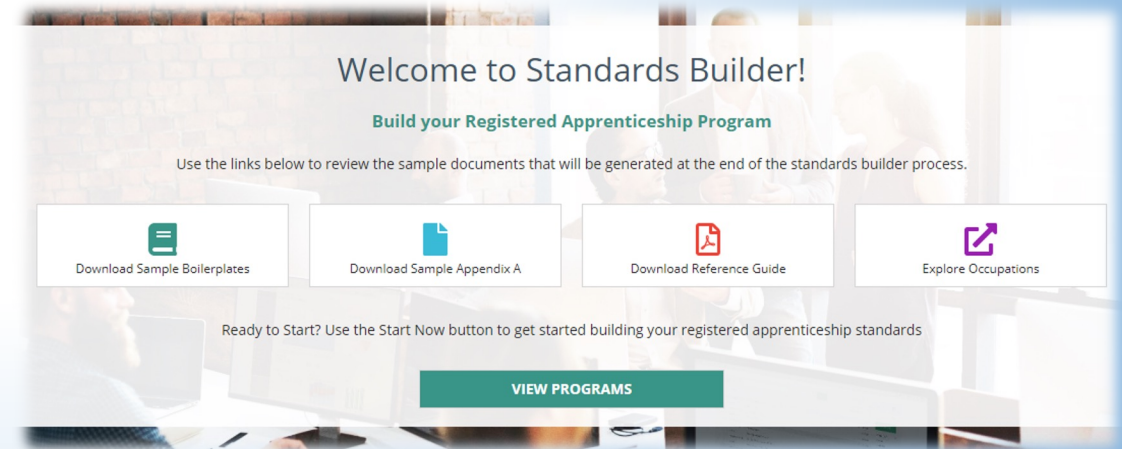 Welcome to Standards Builder!
Build your Registered Apprenticeship Program
Use the links below to review the sample documents that will be generated at the end of the standards builder process.
Download Sample Boilerplates
Download Sample Appendix A
Download Reference Guide
Explore Occupations
Ready to Start? Use the Start Now button to get started building your registered apprenticeship standards
VIEW PROGRAMS